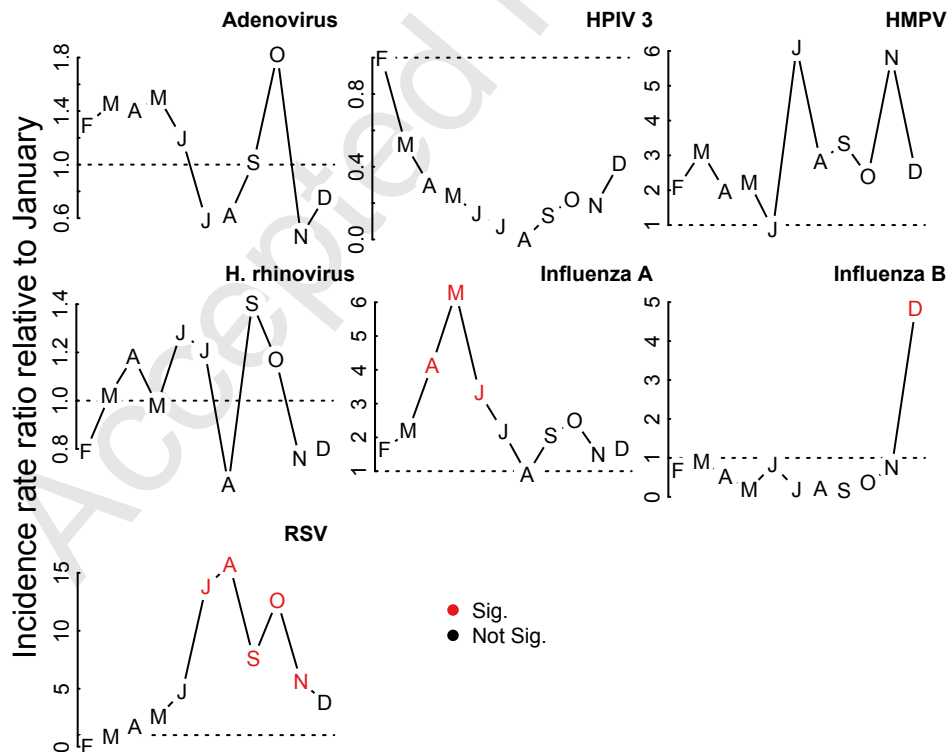 Accepted
Incidence rate ratio relative to January
Adenovirus
0.6 1.0 1.4 1.8
F M A M J J A S O N D
HPIV 3
0.0 0.4 0.8
F M A M J J A S O N D
HMPV
1 2 3 4 5 6
F M A M J J A S O N D
H. rhinovirus
0.8 1.0 1.2 1.4
F M A M J J A S O N D
Influenza A
1 2 3 4 5 6
F M A M J J A S O N D
Influenza B
0 1 2 3 4 5
F M A M J J A S O N D
RSV
0 5 10 15
F M A M J J A S O N D
Sig.
Not Sig.